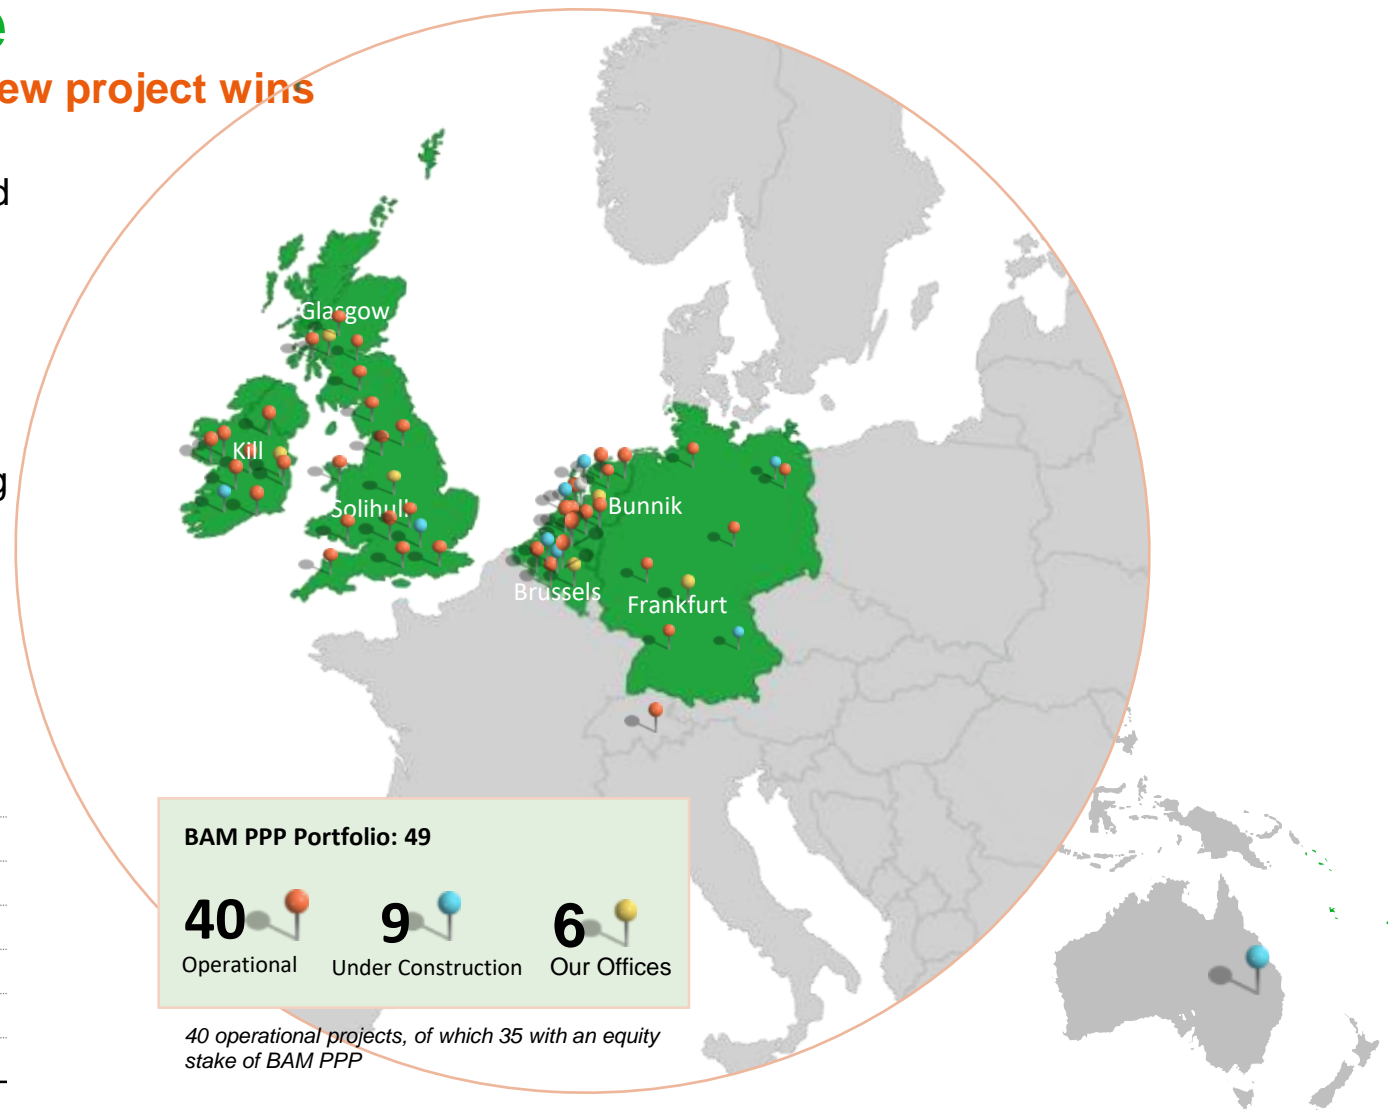 e
ew project wins
d
g
Glasgow
Kill
Solihull
Bunnik
Brussels
Frankfurt
BAM PPP Portfolio: 49
40 9 6
Operational Under Construction Our Offices
40 operational projects, of which 35 with an equity
stake of BAM PPP